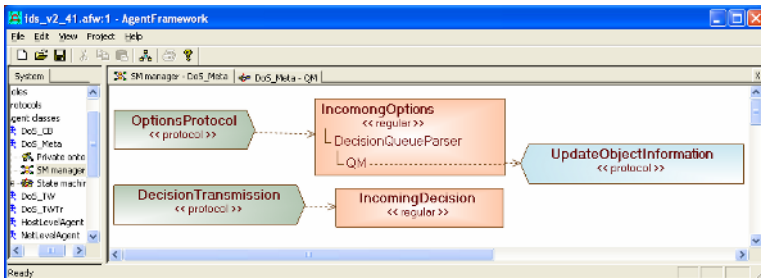 ids_v2_41.afw:1 - AgentFramework
File Edit View Project Help
System
SM manager - DoS_Meta
DoS_Meta - QM
X
oles
rotocols
gent classes
DoS_CB
DoS_Meta
Private onto
SM manager
State machir
DoS_TW
DoS_TWTr
HostLevelAgent
NetLevelAgent
OptionsProtocol
<< protocol >>
IncomongOptions
<< regular >>
DecisionQueueParser
QM
UpdateObjectInformation
<< protocol >>
DecisionTransmission
<< protocol >>
IncomingDecision
<< regular >>
Ready